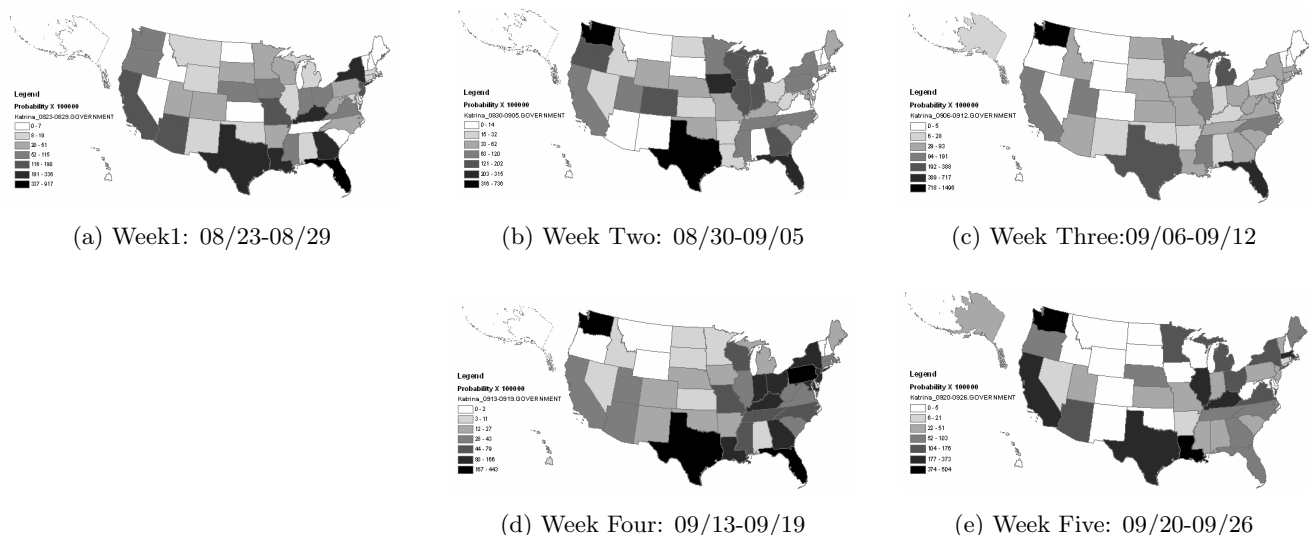 Legend
Probability X 100000
Katrina_0823-0829.GOVERNMENT
0 - 7
8 - 19
20 - 51
52 - 115
116 - 190
191 - 336
337 - 917
(a) Week1: 08/23-08/29
Legend
Probability X 100000
Katrina_0830-0905.GOVERNMENT
0 - 14
15 - 32
33 - 62
63 - 120
121 - 202
203 - 315
316 - 736
(b) Week Two: 08/30-09/05
Legend
Probability X 100000
Katrina_0906-0912.GOVERNMENT
0 - 5
6 - 28
29 - 93
94 - 191
192 - 388
389 - 717
718 - 1496
(c) Week Three:09/06-09/12
Legend
Probability X 100000
Katrina_0913-0919.GOVERNMENT
0 - 2
3 - 11
12 - 27
28 - 43
44 - 79
80 - 166
167 - 443
(d) Week Four: 09/13-09/19
Legend
Probability X 100000
Katrina_0920-0926.GOVERNMENT
0 - 5
6 - 21
22 - 51
52 - 103
104 - 176
177 - 373
374 - 504
(e) Week Five: 09/20-09/26